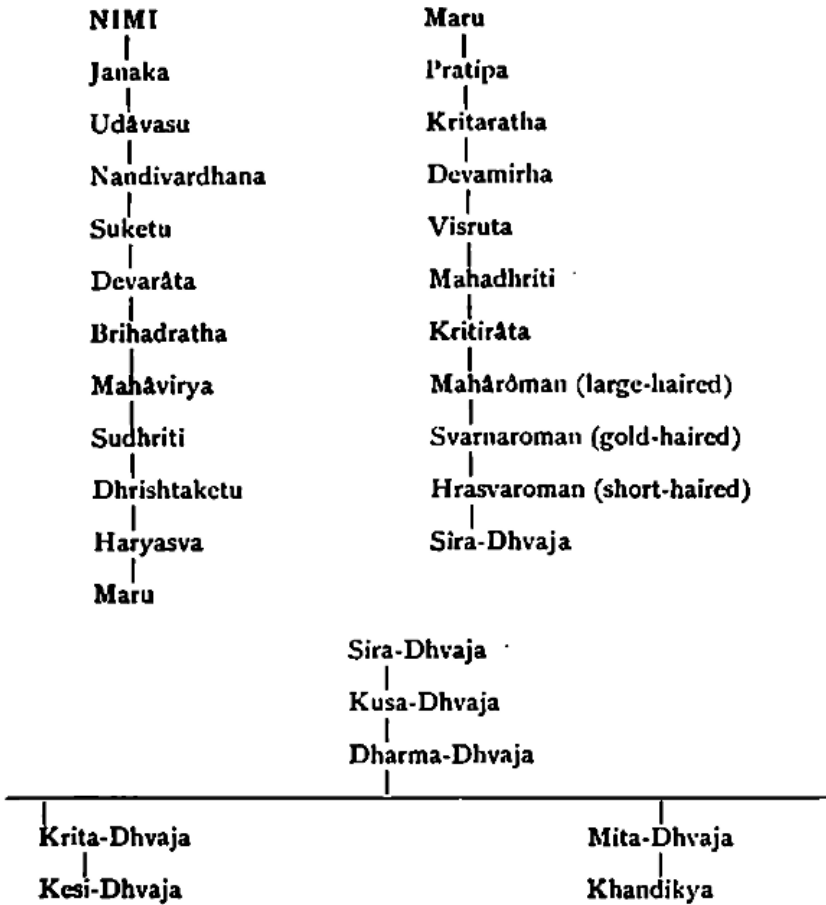 NIMI
Janaka
Udâvasu
Nandivardhana
Suketu
Devarâta
Brihadratha
Mahâvirya
Sudhriti
Dhrishtaketu
Haryasva
Maru
Maru
Pratipa
Kritaratha
Devamirha
Visruta
Mahadhriti
Kritirâta
Mahârôman (large-haired)
Svarnaroman (gold-haired)
Hrasvaroman (short-haired)
Sira-Dhvaja
Sira-Dhvaja
Kusa-Dhvaja
Dharma-Dhvaja
Krita-Dhvaja
Kesi-Dhvaja
Mita-Dhvaja
Khandikya